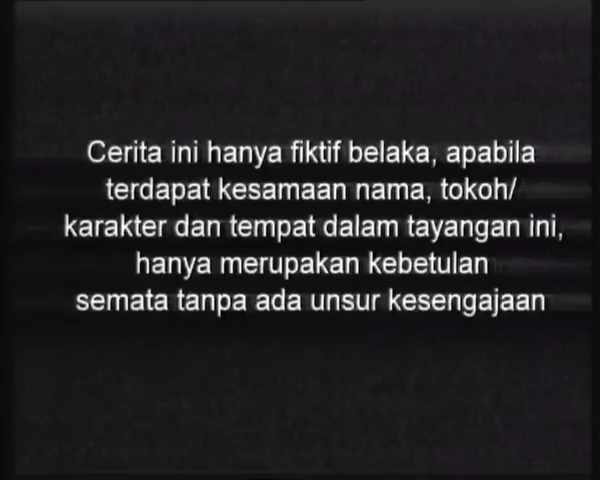 Cerita ini hanya fiktif belaka, apabila
terdapat kesamaan nama, tokoh/
karakter dan tempat dalam tayangan ini,
hanya merupakan kebetulan
semata tanpa ada unsur kesengajaan